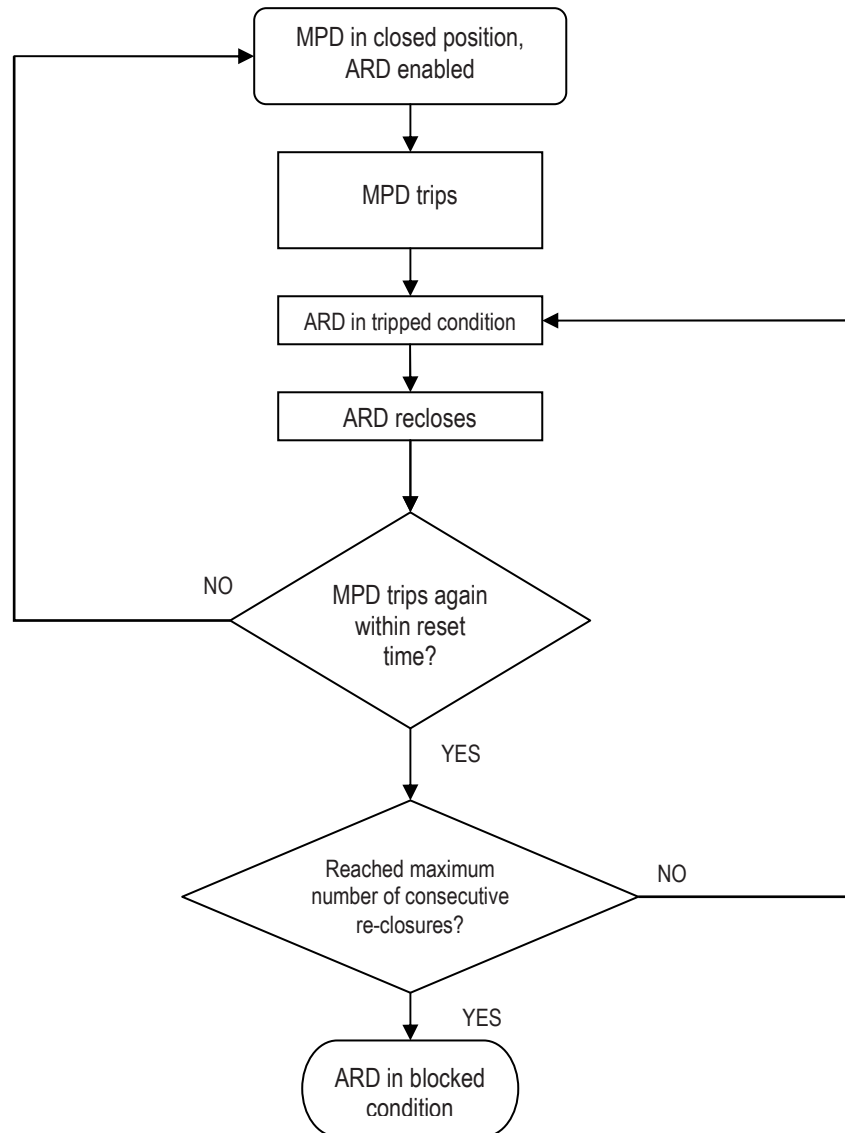 MPD in closed position,
ARD enabled
MPD trips
ARD in tripped condition
ARD recloses
NO
MPD trips again
within reset
time?
YES
Reached maximum
number of consecutive
re-closures?
NO
YES
ARD in blocked
condition